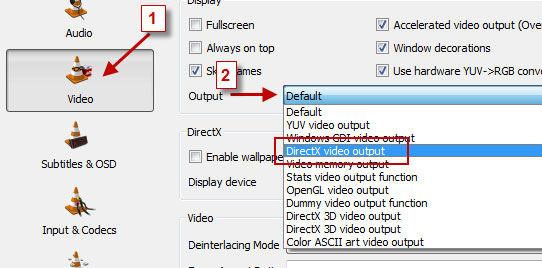 Audio
Video
Subtitles & OSD
Input & Codecs
1
2
Display
Fullscreen
Accelerated video output (Ove
Always on top
Window decorations
Sk ames
Use hardware YUV->RGB conve
Output
Default
Default
YUV video output
Windows GDI video output
DirectX video output
Video memory output
Stats video output function
OpenGL video output
Dummy video output function
DirectX 3D video output
DirectX 3D video output
Color ASCII art video output
DirectX
Enable wallpape
Display device
Video
Deinterlacing Mode